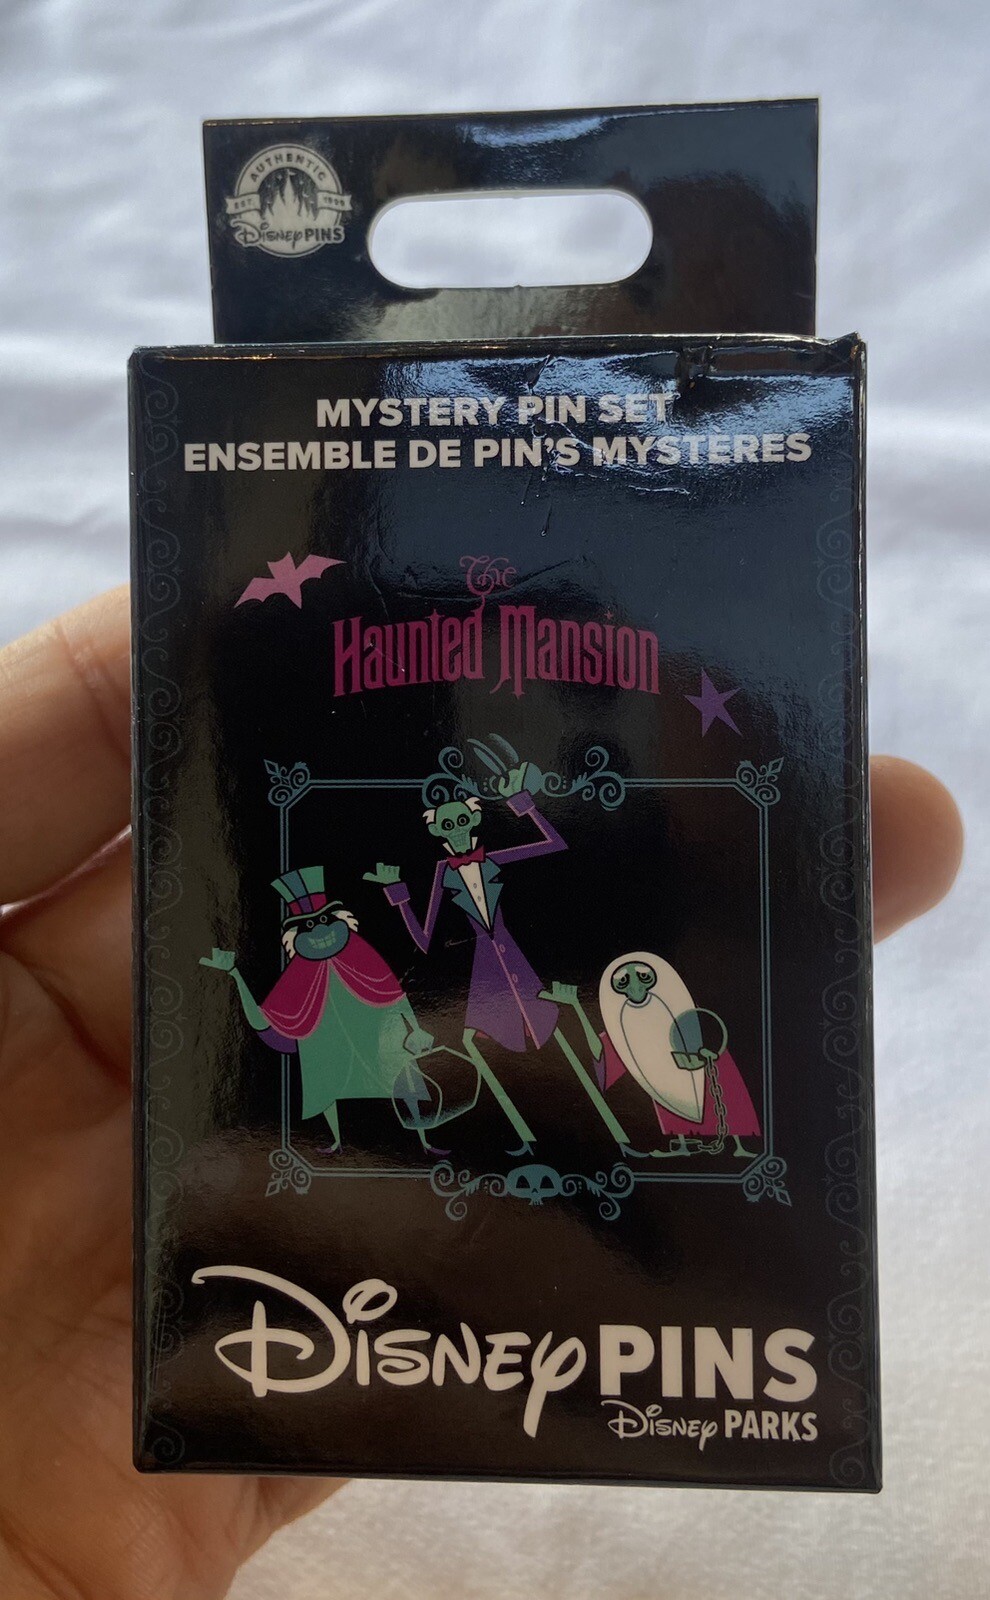 AUTHENTIC
EST. 1999
Disney PINS
MYSTERY PIN SET
ENSEMBLE DE PIN'S MYSTÈRES
The
Haunted Mansion
Disney PINS
Disney PARKS